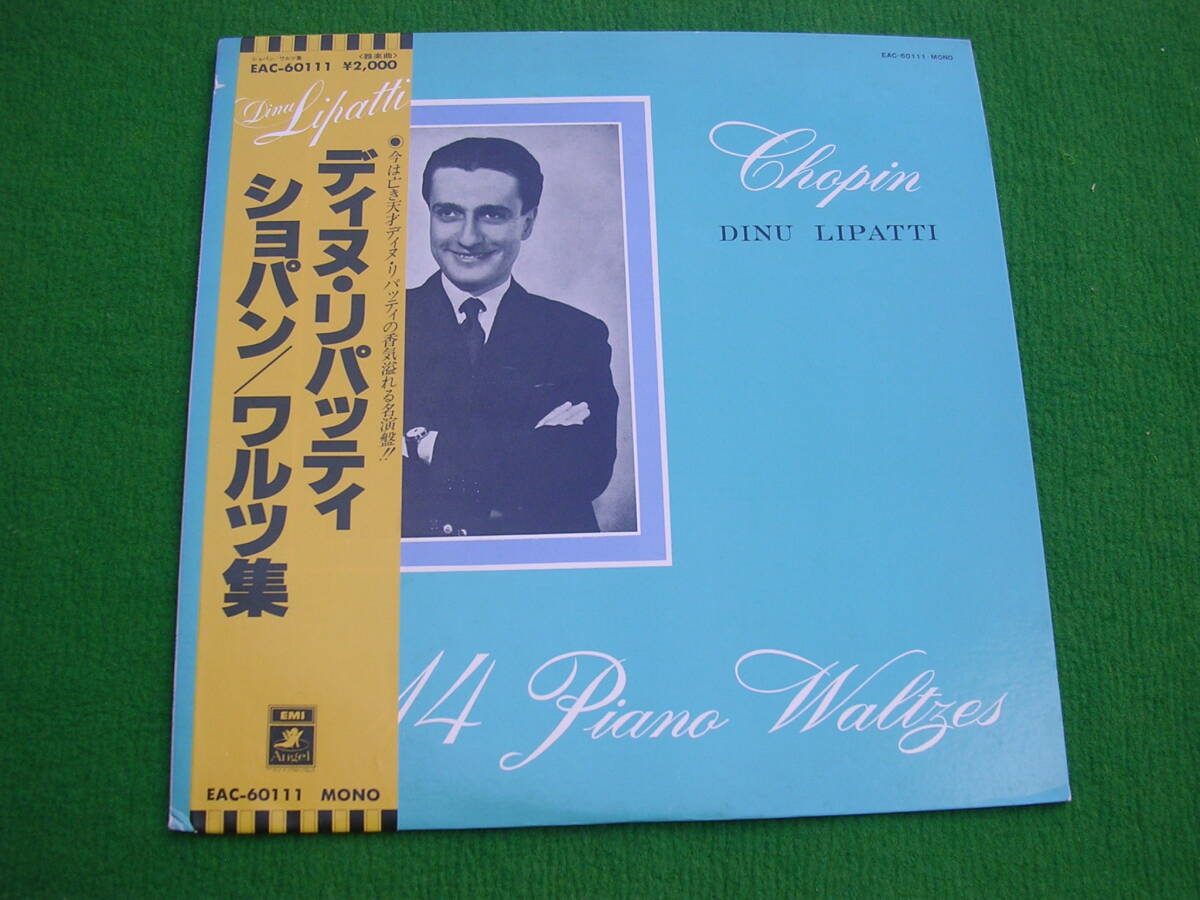 ショパン ワルツ集
〈器楽曲〉
EAC-60111 ¥2,000
Dinu Lipatti
●今は亡き天才ディヌ・リパッティの香気溢れる名演盤!!
ディヌ・リパッティ
ショパン/ワルツ集
EMI
Angel
EAC-60111 MONO
EAC-60111・MONO
Chopin
DINU LIPATTI
14 Piano Waltzes